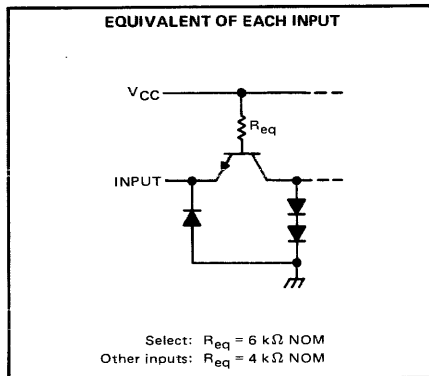 EQUIVALENT OF EACH INPUT
VCC
Req
INPUT
Select: Req = 6 kΩ NOM
Other inputs: Req = 4 kΩ NOM